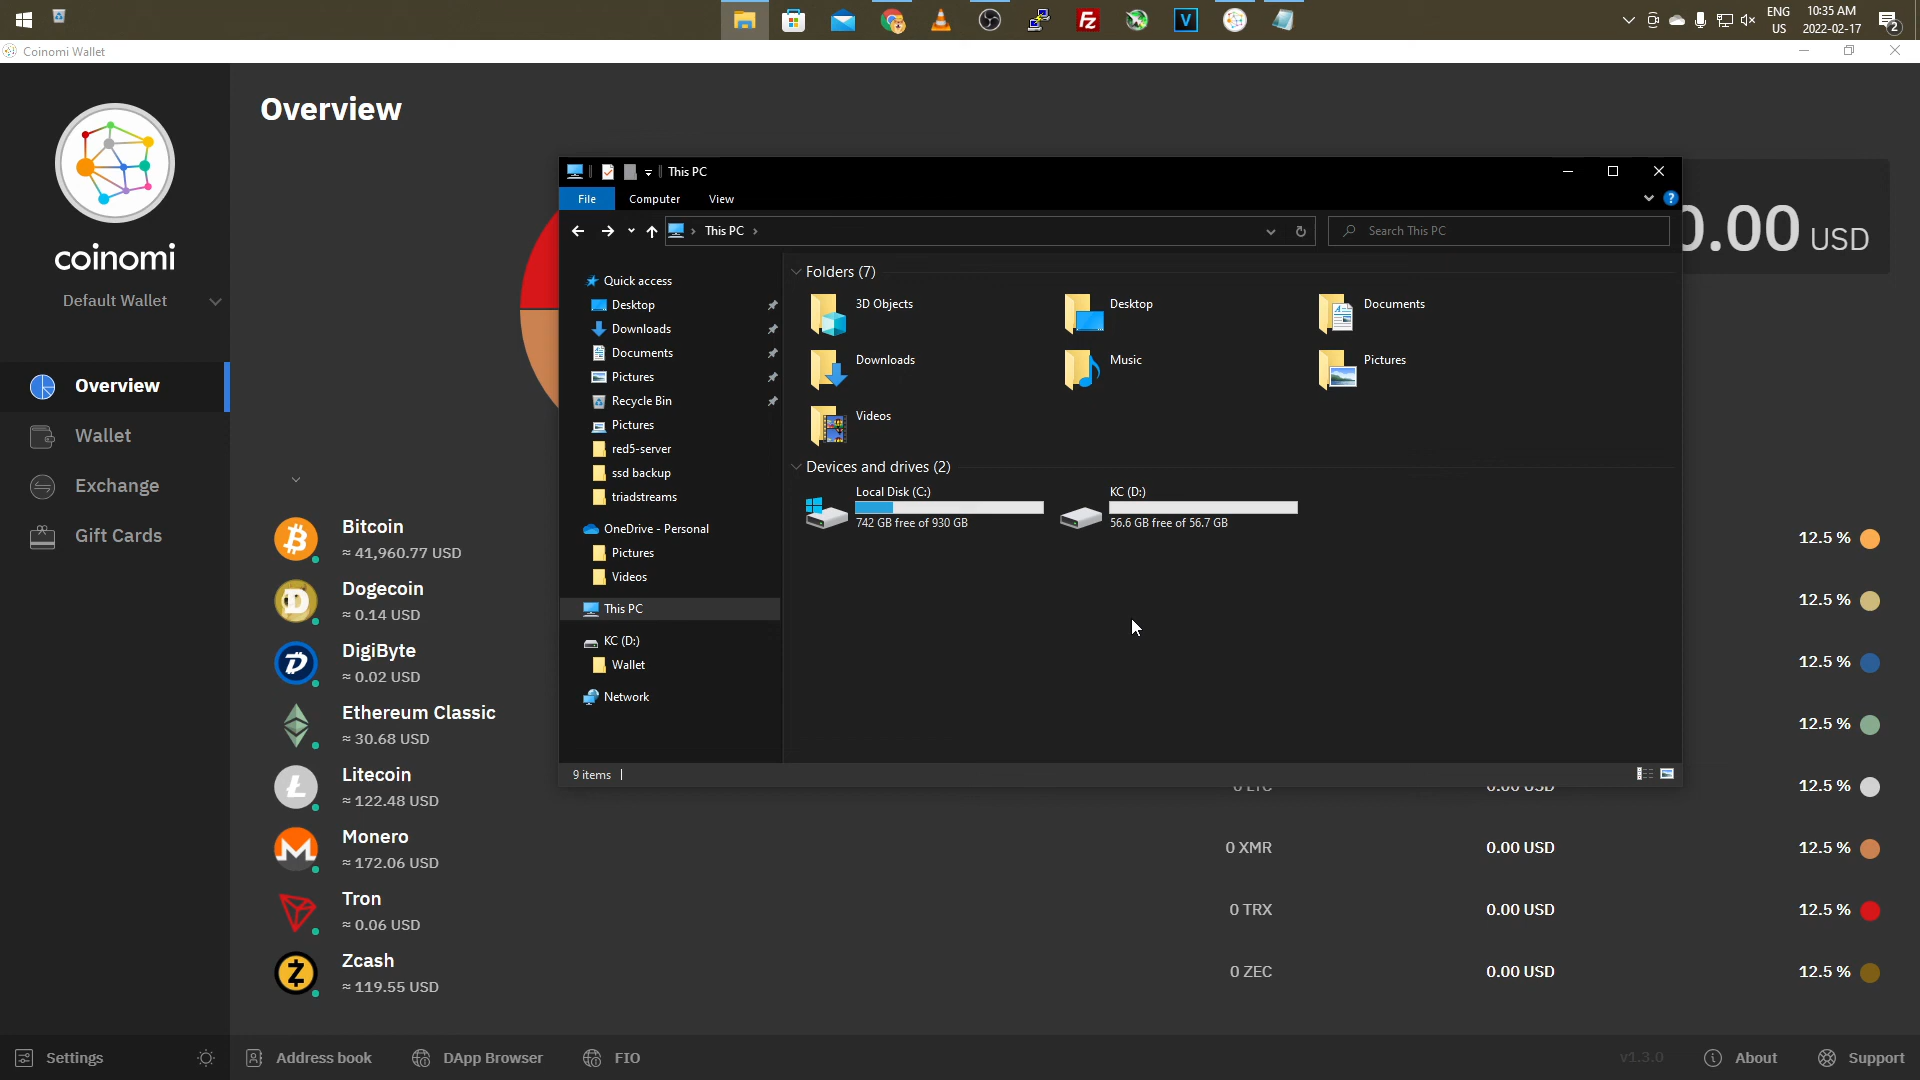 ENG
US
10:35 AM
2022-02-17
2
Coinomi Wallet
coinomi
Default Wallet
Overview
Wallet
Exchange
Gift Cards
Settings
Overview
0.00 USD
This PC
File
Computer
View
This PC
Search This PC
Quick access
Desktop
Downloads
Documents
Pictures
Recycle Bin
Pictures
red5-server
ssd backup
triadstreams
OneDrive - Personal
Pictures
Videos
This PC
KC (D:)
Wallet
Network
Folders (7)
3D Objects
Desktop
Documents
Downloads
Music
Pictures
Videos
Devices and drives (2)
Local Disk (C:)
742 GB free of 930 GB
KC (D:)
56.6 GB free of 56.7 GB
9 items
Bitcoin
≈ 41,960.77 USD
12.5 %
Dogecoin
≈ 0.14 USD
12.5 %
DigiByte
≈ 0.02 USD
12.5 %
Ethereum Classic
≈ 30.68 USD
12.5 %
Litecoin
≈ 122.48 USD
0 LTC
0.00 USD
12.5 %
Monero
≈ 172.06 USD
0 XMR
0.00 USD
12.5 %
Tron
≈ 0.06 USD
0 TRX
0.00 USD
12.5 %
Zcash
≈ 119.55 USD
0 ZEC
0.00 USD
12.5 %
Address book
DApp Browser
FIO
v1.3.0
About
Support